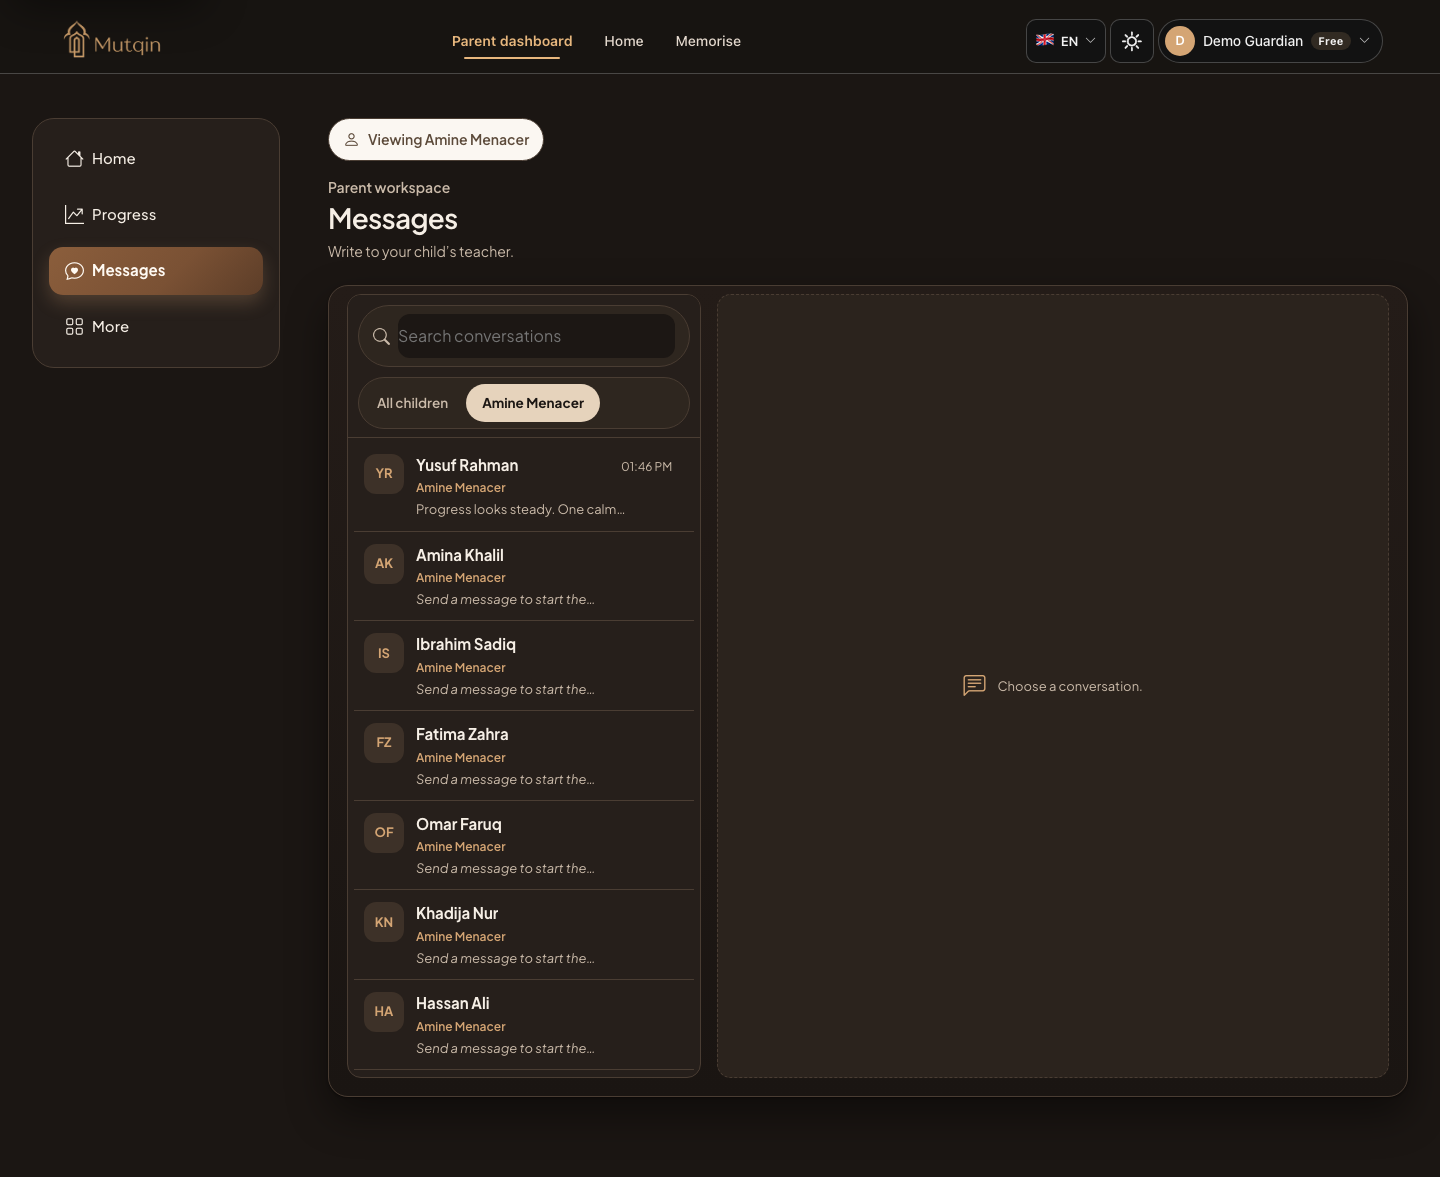 Mutqin
Parent dashboard
Home
Memorise
EN
D
Demo Guardian
Free
Home
Progress
Messages
More
Viewing Amine Menacer
Parent workspace
Messages
Write to your child's teacher.
Search conversations
All children
Amine Menacer
YR
Yusuf Rahman
01:46 PM
Amine Menacer
Progress looks steady. One calm...
AK
Amina Khalil
Amine Menacer
Send a message to start the...
IS
Ibrahim Sadiq
Amine Menacer
Send a message to start the...
FZ
Fatima Zahra
Amine Menacer
Send a message to start the...
OF
Omar Faruq
Amine Menacer
Send a message to start the...
KN
Khadija Nur
Amine Menacer
Send a message to start the...
HA
Hassan Ali
Amine Menacer
Send a message to start the...
Choose a conversation.